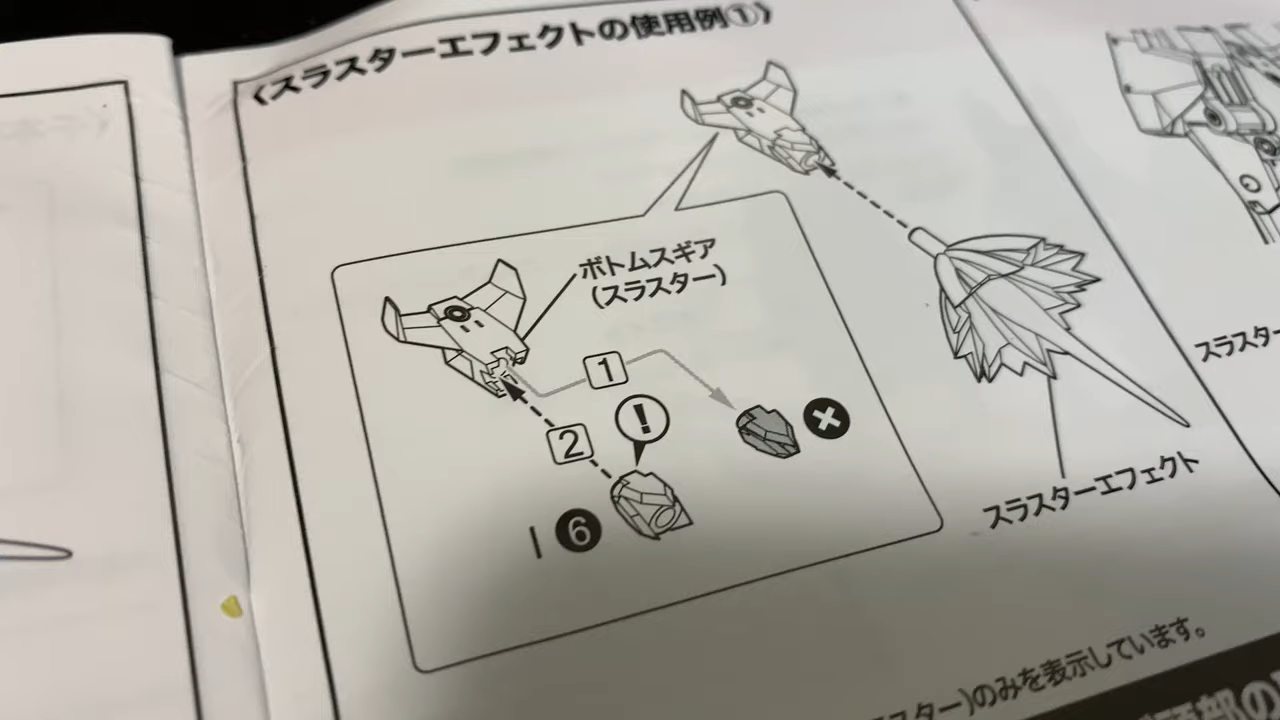 〈スラスターエフェクトの使用例①〉
ボトムスギア
(スラスター)
1
!
2
×
I 6
スラスター
スラスターエフェクト
スター)のみを表示しています。
部の